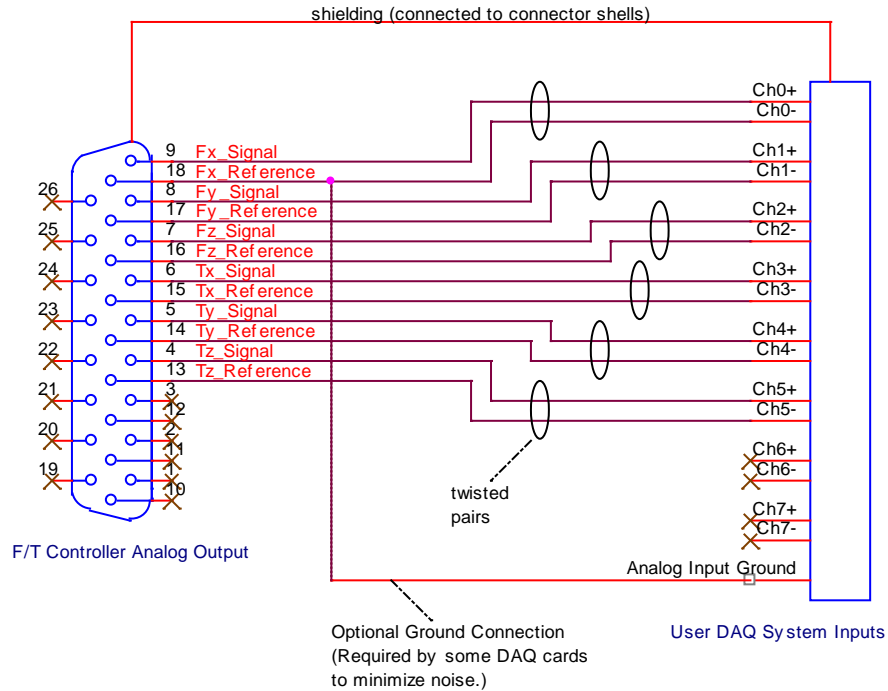 shielding (connected to connector shells)
Ch0+
Ch0-
9 Fx_Signal
18 Fx_Reference
Ch1+
Ch1-
26
8 Fy_Signal
17 Fy_Reference
Ch2+
25
7 Fz_Signal
Ch2-
16 Fz_Reference
24
6 Tx_Signal
Ch3+
15 Tx_Reference
Ch3-
23
5 Ty_Signal
14 Ty_Reference
Ch4+
22
4 Tz_Signal
Ch4-
13 Tz_Reference
21
3
Ch5+
12
Ch5-
20
2
11
Ch6+
19
1
Ch6-
10
twisted
pairs
Ch7+
Ch7-
F/T Controller Analog Output
Analog Input Ground
Optional Ground Connection
(Required by some DAQ cards
to minimize noise.)
User DAQ System Inputs